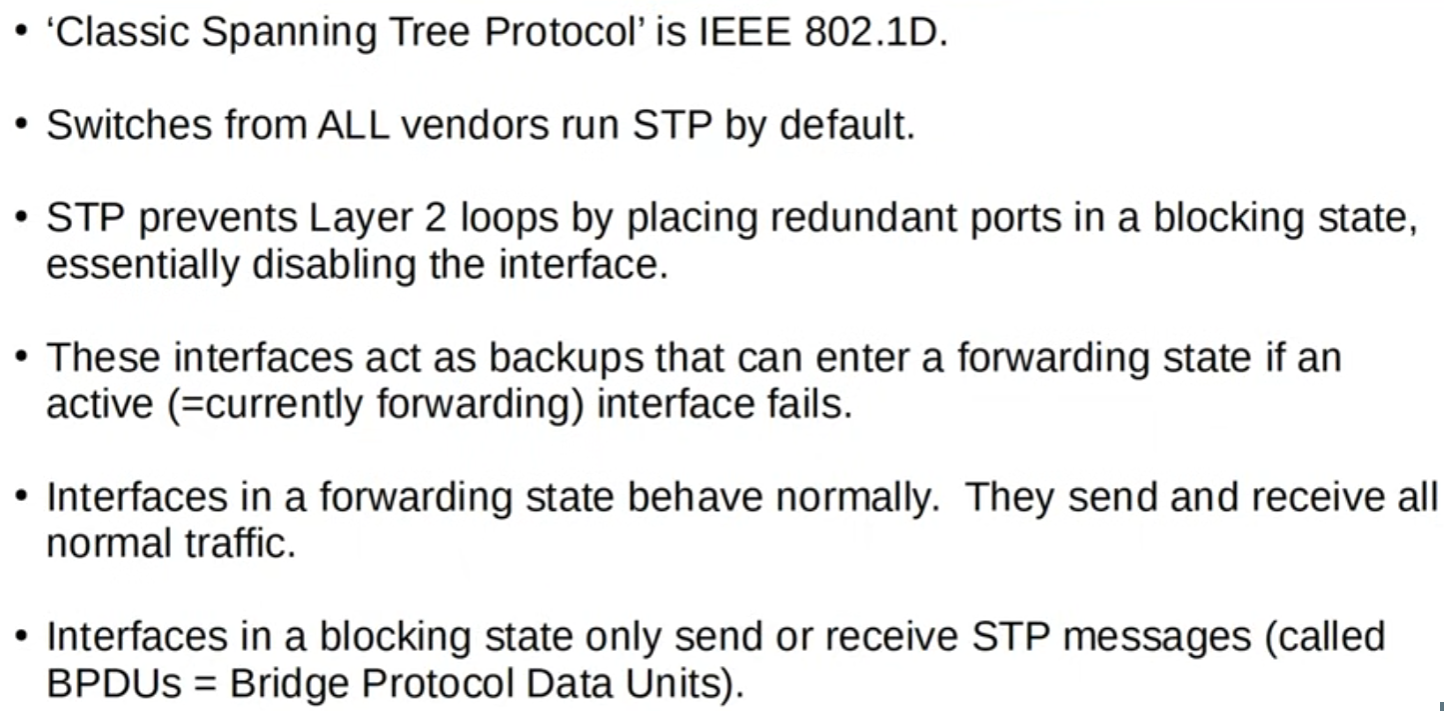 • ‘Classic Spanning Tree Protocol’ is IEEE 802.1D.
• Switches from ALL vendors run STP by default.
• STP prevents Layer 2 loops by placing redundant ports in a blocking state,
essentially disabling the interface.
• These interfaces act as backups that can enter a forwarding state if an
active (=currently forwarding) interface fails.
• Interfaces in a forwarding state behave normally.  They send and receive all
normal traffic.
• Interfaces in a blocking state only send or receive STP messages (called
BPDUs = Bridge Protocol Data Units).